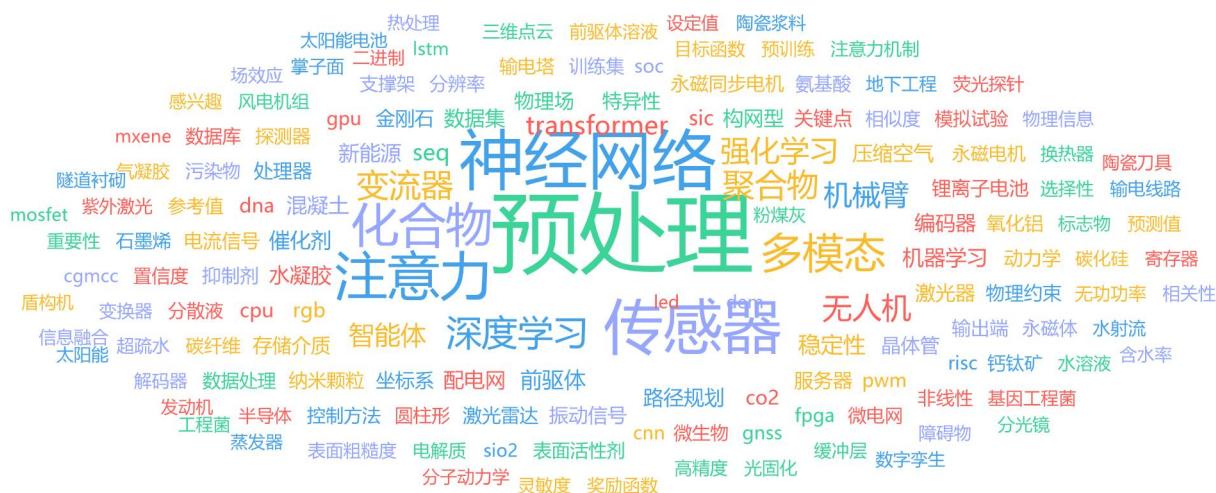 热处理 三维点云 前驱体溶液 设定值 陶瓷浆料
太阳能电池 二进制 lstm 目标函数 预训练 注意力机制
场效应 掌子面 支撑架 分辨率 输电塔 训练集 soc 永磁同步电机 氨基酸 地下工程 荧光探针
感兴趣 风电机组 gpu 金刚石 数据集 物理场 特异性 transformer sic 构网型 关键点 相似度 模拟试验 物理信息
mxene 数据库 探测器 新能源 seq 神经网络 强化学习 压缩空气 永磁电机 换热器 陶瓷刀具
隧道衬砌 气凝胶 污染物 处理器 变流器 聚合物 机械臂 锂离子电池 选择性 输电线路
mosfet 紫外激光 参考值 dna 混凝土 化合物 预处理 粉煤灰 编码器 氧化铝 标志物 预测值
重要性 石墨烯 电流信号 催化剂 注意力 多模态 机器学习 动力学 碳化硅 寄存器
cgmcc 置信度 抑制剂 水凝胶 激光器 物理约束 无功功率 相关性
盾构机 变换器 分散液 cpu rgb led dem 传感器 无人机
信息融合 太阳能 超疏水 碳纤维 存储介质 智能体 深度学习 稳定性 晶体管 输出端 永磁体 水射流
risc 钙钛矿 水溶液 含水率
解码器 数据处理 纳米颗粒 坐标系 配电网 前驱体 路径规划 co2 服务器 pwm 非线性 基因工程菌
发动机 工程菌 半导体 控制方法 圆柱形 激光雷达 振动信号 cnn 微生物 gnss fpga 微电网 障碍物 分光镜
蒸发器 表面粗糙度 电解质 sio2 表面活性剂 高精度 光固化 缓冲层 数字孪生
分子动力学 灵敏度 奖励函数